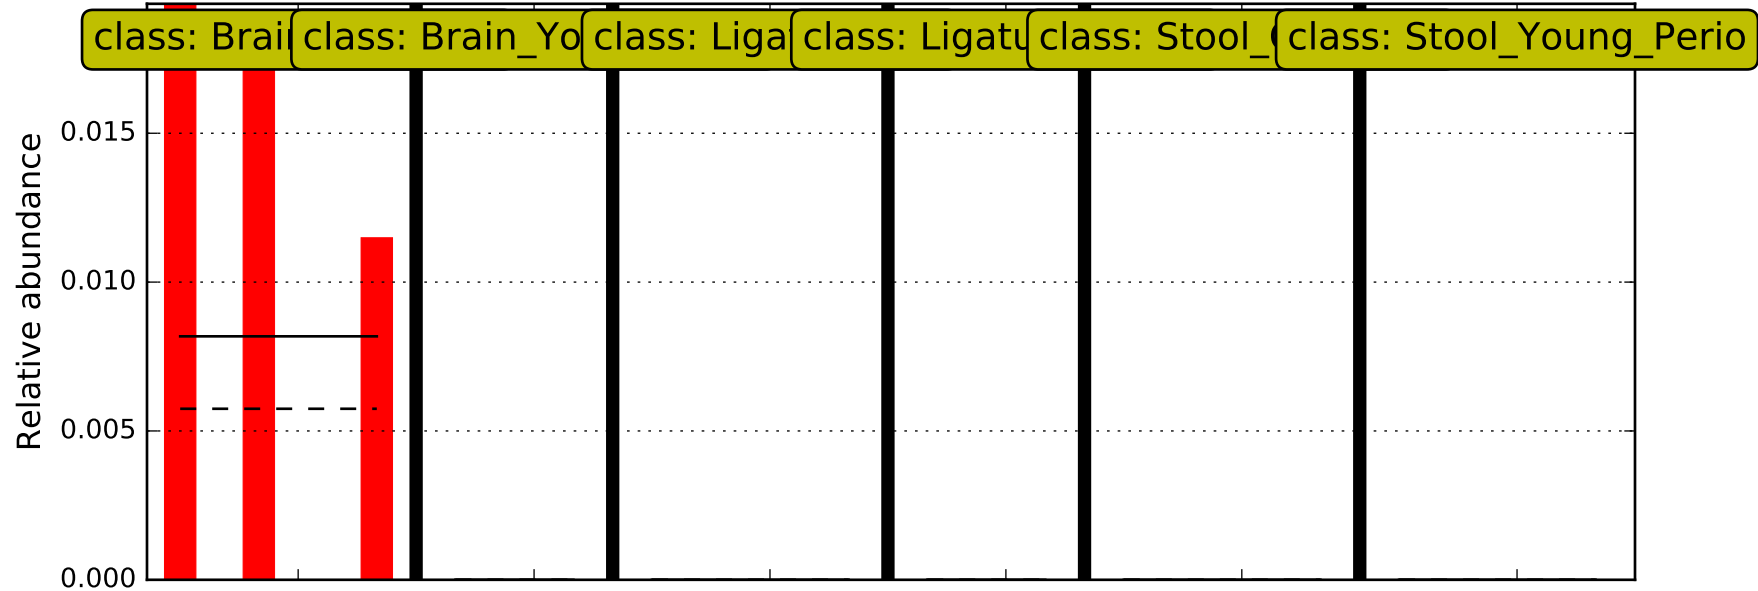 class: Brain class: Brain_Yo class: Liga class: Ligatu class: Stool_ class: Stool_Young_Perio
Relative abundance
0.015
0.010
0.005
0.000